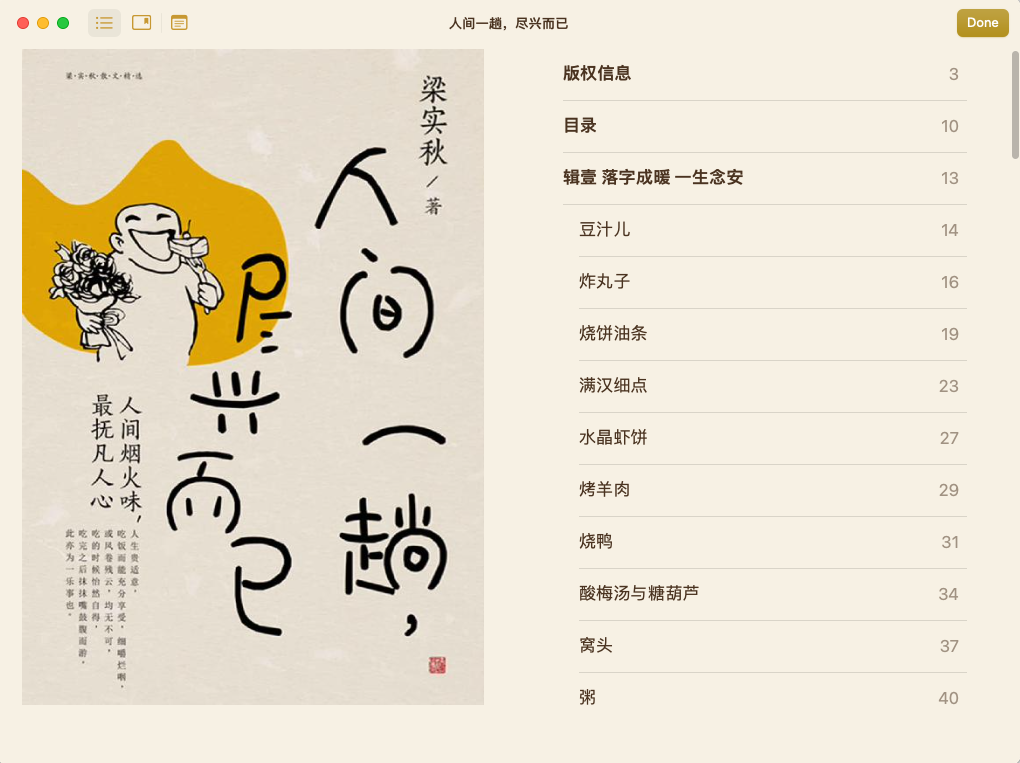 人间一趟，尽兴而已
Done
梁·实·秋·散·文·精·选
梁实秋/著
人间一趟，
尽兴而已
人间烟火味，
最抚凡人心
人生贵适意，
吃饭而能充分享受，细嚼烂咽，
或风卷残云，均无不可，
吃的时候怡然自得，
吃完之后抹抹嘴鼓腹而游，
此亦为一乐事也。
版权信息 3
目录 10
辑壹 落字成暖 一生念安 13
豆汁儿 14
炸丸子 16
烧饼油条 19
满汉细点 23
水晶虾饼 27
烤羊肉 29
烧鸭 31
酸梅汤与糖葫芦 34
窝头 37
粥 40